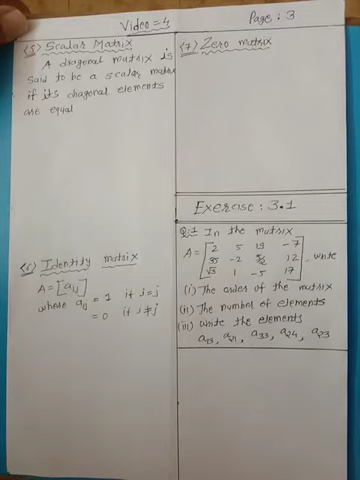 Video = 4
Page : 3
(5) Scalar Matrix
A diagonal matrix is
said to be a scalar matrix
if its diagonal elements
are equal
(6) Identity matrix
A = [aij]
where aij = 1 if i=j
= 0 if i≠j
(7) Zero matrix
Exercise : 3.1
Q:1 In the matrix
A = [ 2 5 19 -7
35 -2 5/2 12
√3 1 -5 17 ], write
(i) The order of the matrix
(ii) The number of elements
(iii) write the elements
a13, a21, a33, a24, a23